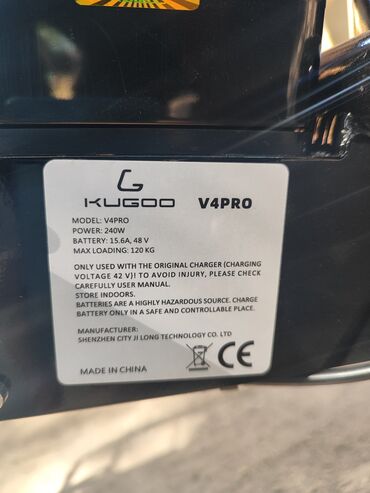 KUGOO V4PRO
MODEL: V4PRO
POWER: 240W
BATTERY: 15.6A, 48 V
MAX LOADING: 120 KG
ONLY USED WITH THE ORIGINAL CHARGER (CHARGING
VOLTAGE 42 V)! TO AVOID INJURY, PLEASE CHECK
CAREFULLY USER MANUAL.
STORE INDOORS.
BATTERIES ARE A HIGHLY HAZARDOUS SOURCE. CHARGE
BATTERY ONLY IN A SAFE AND CONTROLLABLE PLACE.
MANUFACTURER:
SHENZHEN CITY JI LONG TECHNOLOGY CO. LTD
MADE IN CHINA
CE